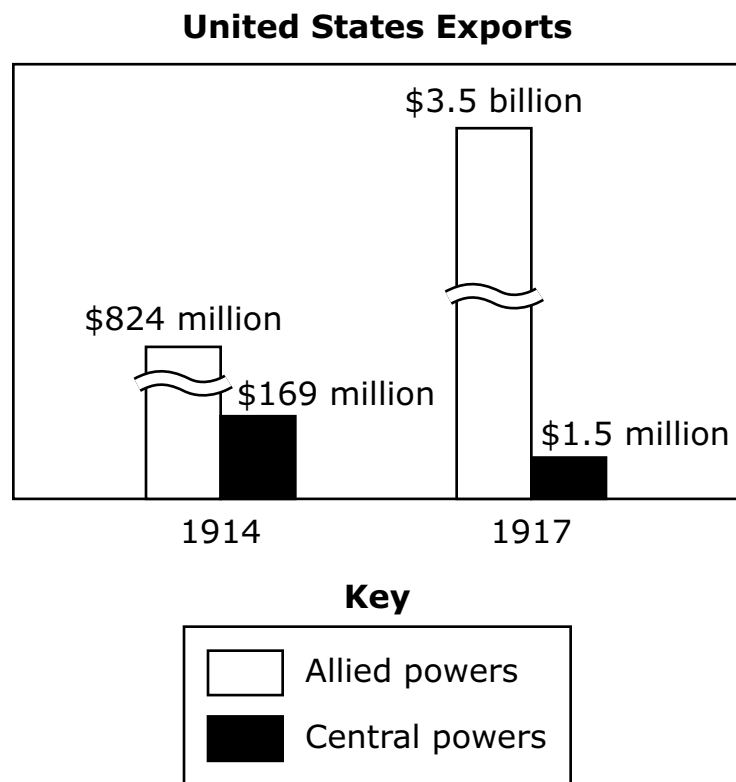 United States Exports
$3.5 billion
$824 million
$169 million
$1.5 million
1914 1917
Key
Allied powers
Central powers